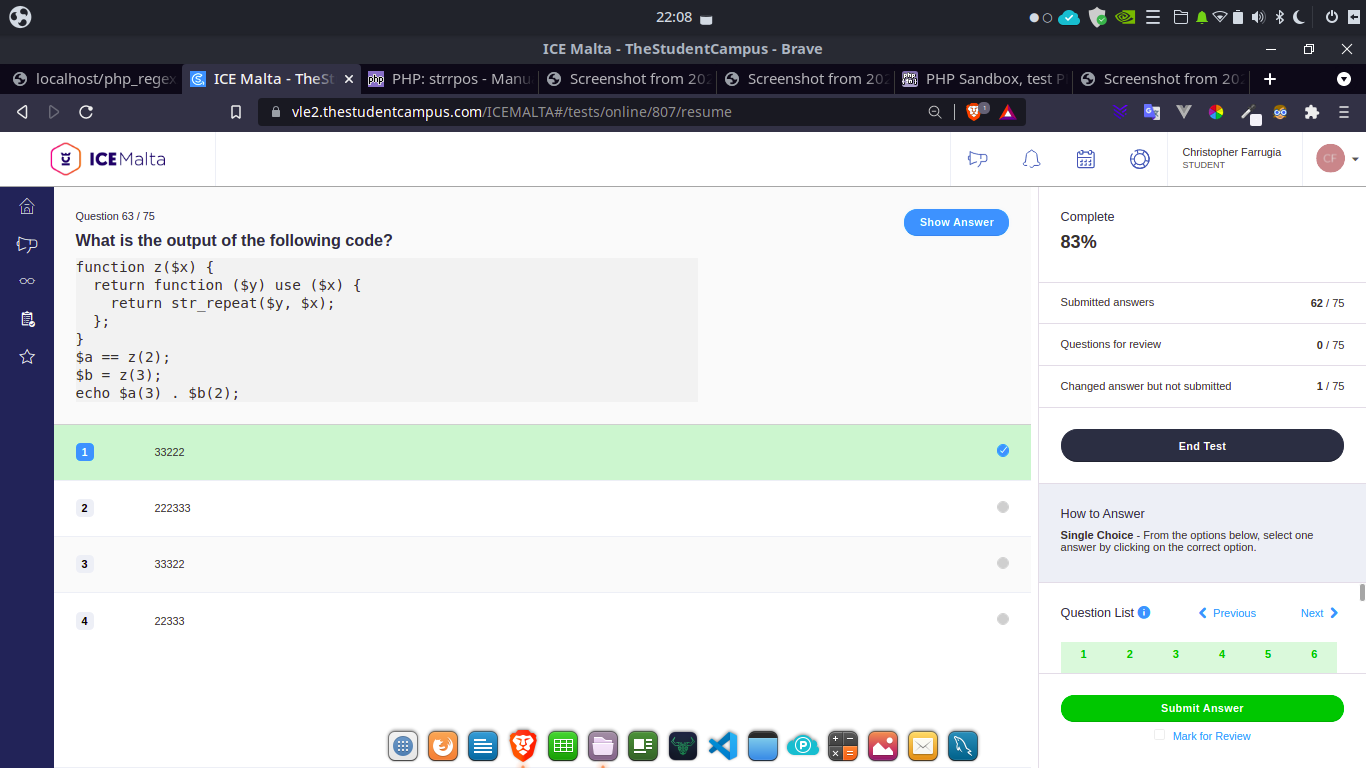 22:08
ICE Malta - TheStudentCampus - Brave
localhost/php_regex
ICE Malta - TheSt
PHP: strrpos - Manu
Screenshot from 202
Screenshot from 202
PHP Sandbox, test P
Screenshot from 202
vle2.thestudentcampus.com/ICEMALTA#/tests/online/807/resume
1
ICE Malta
Christopher Farrugia
STUDENT
CF
Question 63 / 75
Show Answer
What is the output of the following code?
function z($x) {
  return function ($y) use ($x) {
    return str_repeat($y, $x);
  };
}
$a == z(2);
$b = z(3);
echo $a(3) . $b(2);
1 33222
2 222333
3 33322
4 22333
Complete
83%
Submitted answers 62 / 75
Questions for review 0 / 75
Changed answer but not submitted 1 / 75
End Test
How to Answer
Single Choice - From the options below, select one
answer by clicking on the correct option.
Question List Previous Next
1 2 3 4 5 6
Submit Answer
Mark for Review